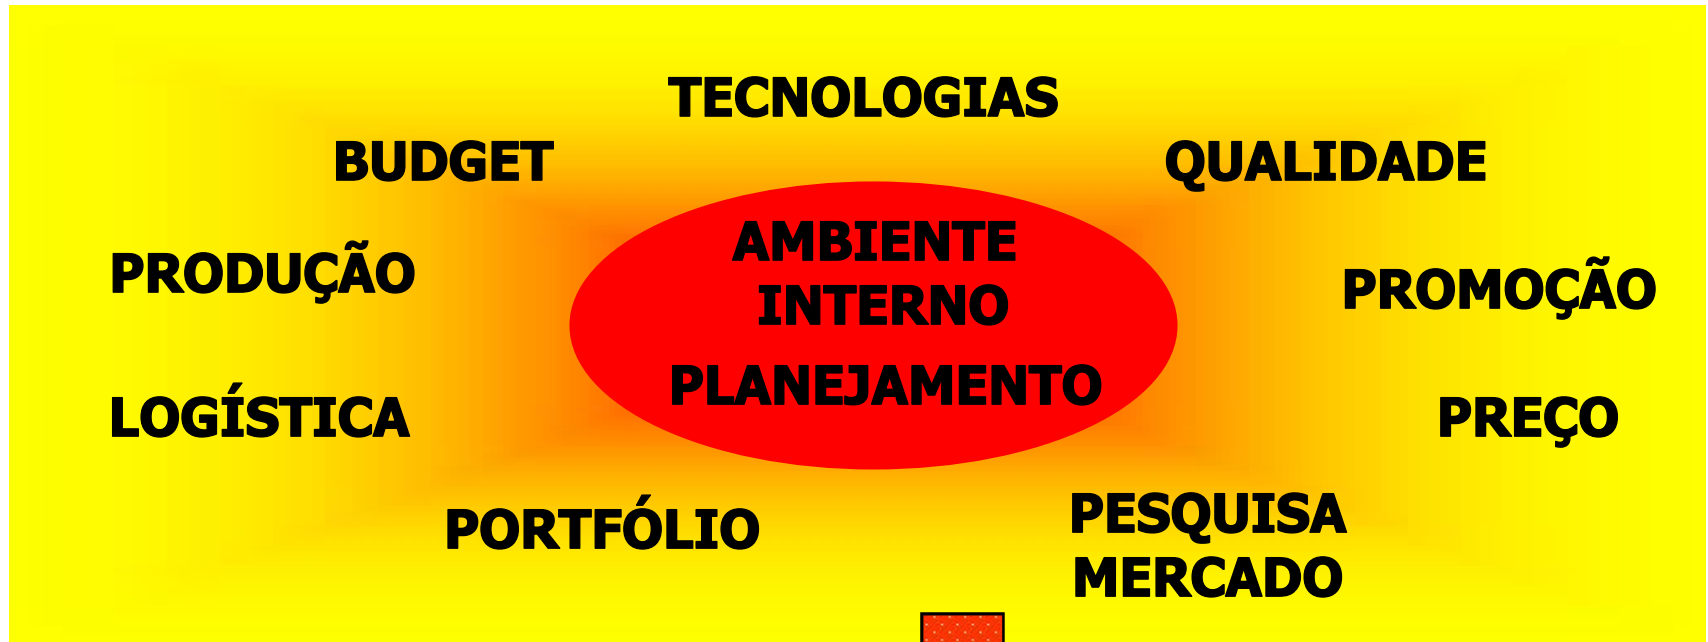 TECNOLOGIAS
BUDGET
QUALIDADE
AMBIENTE
INTERNO
PLANEJAMENTO
PRODUÇÃO
PROMOÇÃO
LOGÍSTICA
PREÇO
PORTFÓLIO
PESQUISA
MERCADO